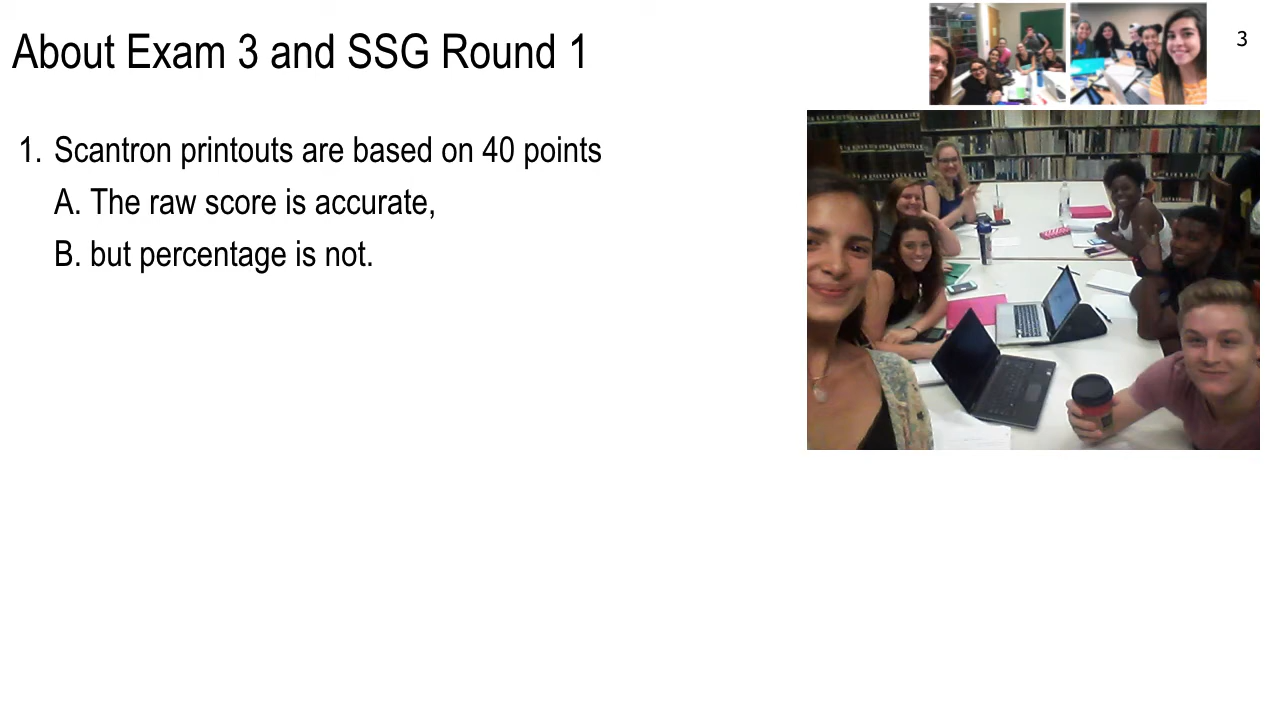 About Exam 3 and SSG Round 1
3
1. Scantron printouts are based on 40 points
A. The raw score is accurate,
B. but percentage is not.